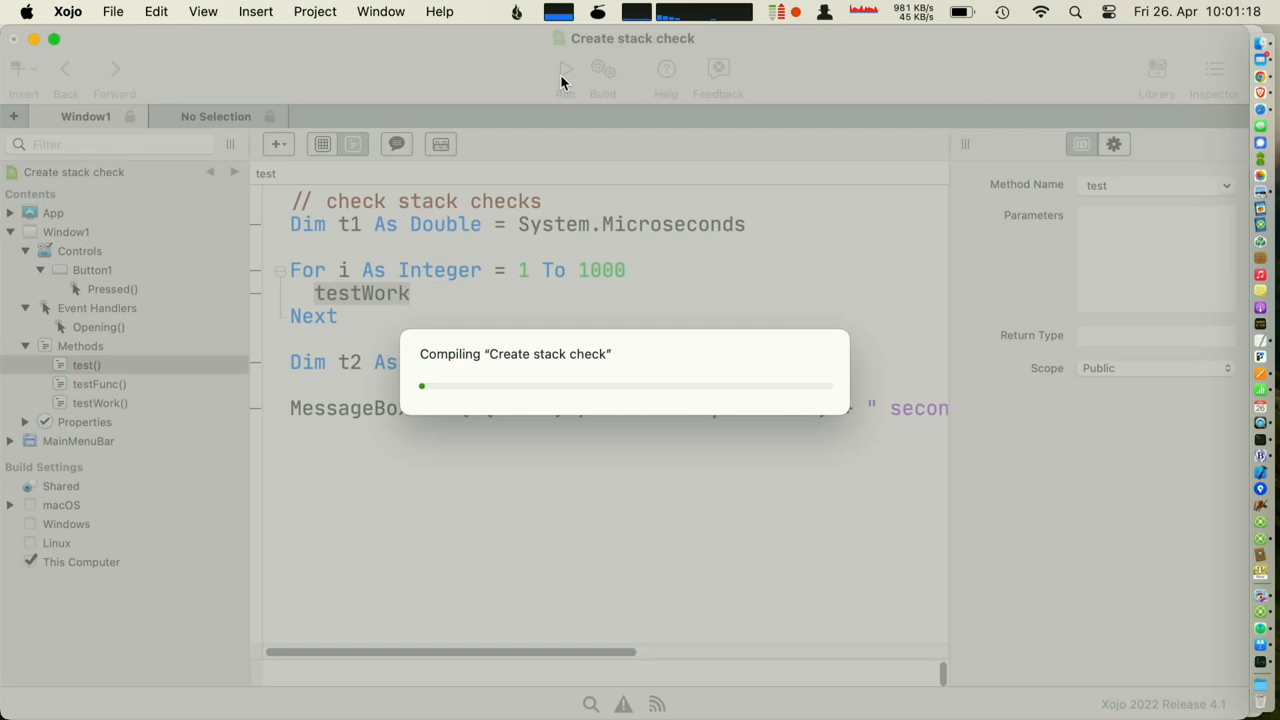 Xojo File Edit View Insert Project Window Help 981 KB/s 45 KB/s Fri 26. Apr 10:01:18
Create stack check
Insert Back Forward Run Build Help Feedback Library Inspector
Window1 No Selection
Filter
Create stack check
Contents
App
Window1
Controls
Button1
Pressed()
Event Handlers
Opening()
Methods
test()
testFunc()
testWork()
Properties
MainMenuBar
Build Settings
Shared
macOS
Windows
Linux
This Computer
test
// check stack checks
Dim t1 As Double = System.Microseconds
For i As Integer = 1 To 1000
testWork
Next
Dim t2 As
MessageBo
" secon
Compiling “Create stack check”
ID
Method Name test
Parameters
Return Type
Scope Public
Xojo 2022 Release 4.1